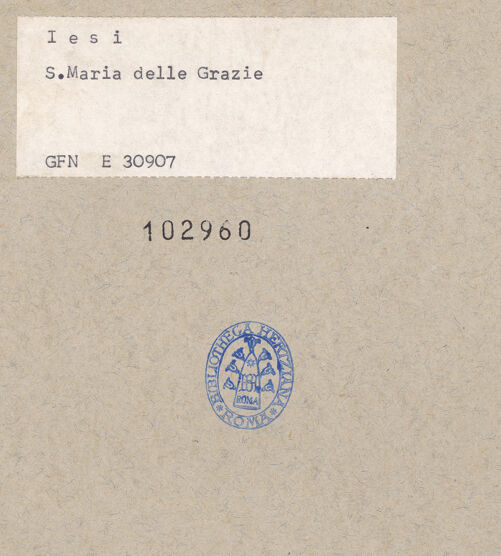 I e s i
S.Maria delle Grazie
GFN E 30907
102960
BIBLIOTHECA HERTZIANA
ROMA
* ROMA *